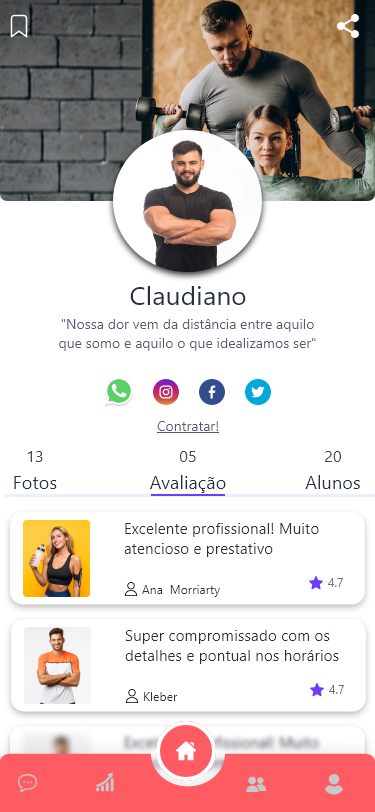 Claudiano
"Nossa dor vem da distância entre aquilo
que somo e aquilo o que idealizamos ser"
Contratar!
13 05 20
Fotos Avaliação Alunos
Excelente profissional! Muito
atencioso e prestativo
Ana Morriarty 4.7
Super compromissado com os
detalhes e pontual nos horários
Kleber 4.7